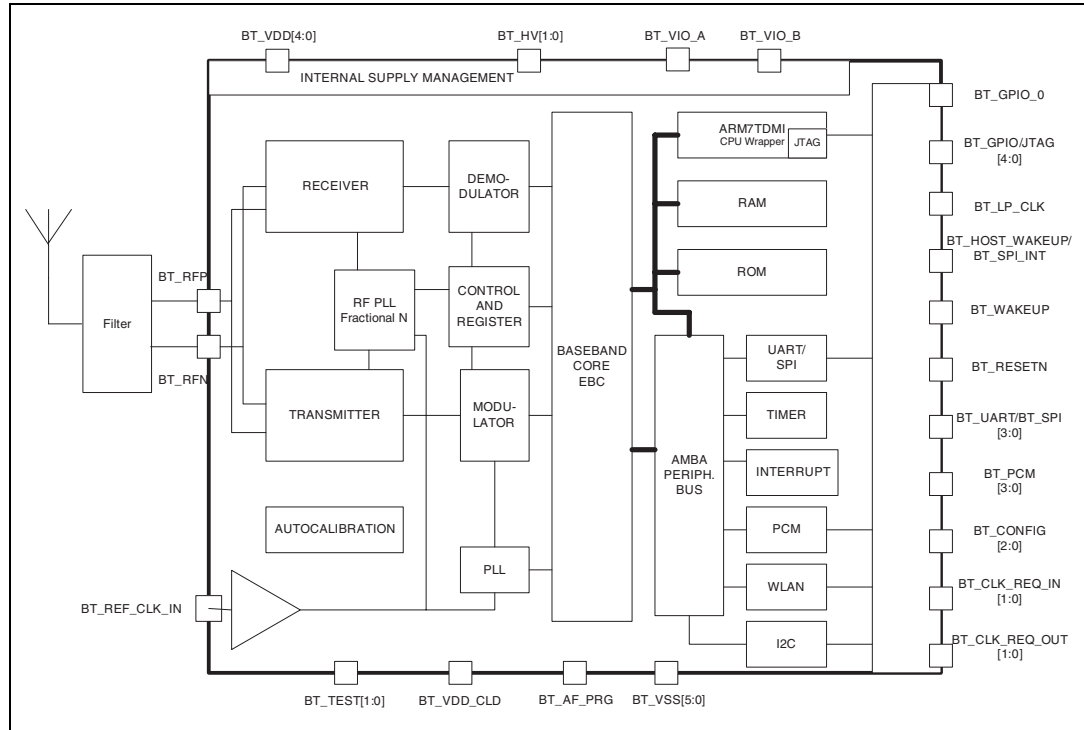 BT_VDD[4:0]
BT_HV[1:0]
BT_VIO_A
BT_VIO_B
INTERNAL SUPPLY MANAGEMENT
BT_GPIO_0
BT_GPIO/JTAG
[4:0]
BT_LP_CLK
BT_HOST_WAKEUP/
BT_SPI_INT
BT_WAKEUP
BT_RESETN
BT_UART/BT_SPI
[3:0]
BT_PCM
[3:0]
BT_CONFIG
[2:0]
BT_CLK_REQ_IN
[1:0]
BT_CLK_REQ_OUT
[1:0]
ARM7TDMI
CPU Wrapper
JTAG
RAM
ROM
RECEIVER
DEMO-
DULATOR
RF PLL
Fractional N
CONTROL
AND
REGISTER
BASEBAND
CORE
EBC
TRANSMITTER
MODU-
LATOR
AUTOCALIBRATION
PLL
AMBA
PERIPH.
BUS
UART/
SPI
TIMER
INTERRUPT
PCM
WLAN
I2C
Filter
BT_RFP
BT_RFN
BT_REF_CLK_IN
BT_TEST[1:0]
BT_VDD_CLD
BT_AF_PRG
BT_VSS[5:0]